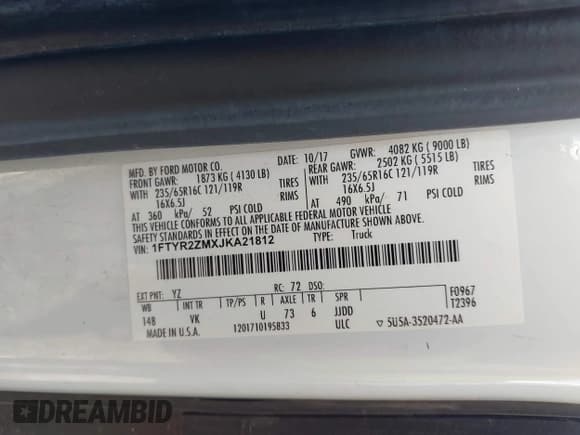 MFD. BY FORD MOTOR CO.
DATE: 10/17 GVWR: 4082 KG ( 9000 LB)
FRONT GAWR: 1873 KG ( 4130 LB) REAR GAWR: 2502 KG ( 5515 LB)
WITH 235/65R16C 121/119R TIRES WITH 235/65R16C 121/119R TIRES
16X6.5J RIMS 16X6.5J RIMS
AT 360 kPa/ 52 PSI COLD AT 490 kPa/ 71 PSI COLD
THIS VEHICLE CONFORMS TO ALL APPLICABLE FEDERAL MOTOR VEHICLE
SAFETY STANDARDS IN EFFECT ON THE DATE OF MANUFACTURE SHOWN ABOVE.
VIN: 1FTYR2ZMXJKA21812 TYPE: Truck
EXT PNT: YZ RC: 72 DSO: F0967
WB INT TR TP/PS R AXLE TR SPR T2396
148 VK U 73 6 JJDD
MADE IN U.S.A. 1201710195833 ULC ▽ 5U5A-3520472-AA
DREAMBID